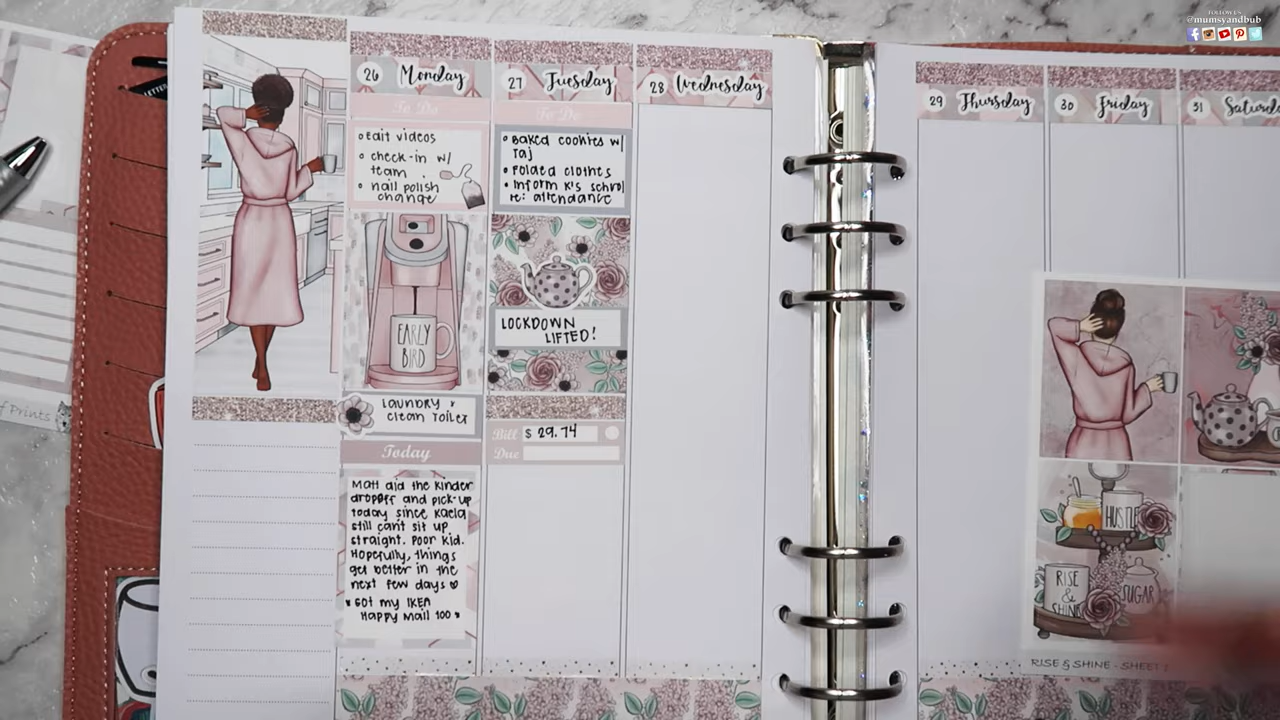 FOLLOW US
@mumsyandbub
26 Monday
To Do
edit videos
check-in w/
team
nail polish
change
EARLY
BIRD
LAUNDRY &
clean toilet
Today
Matt did the kinder
dropoff and pick-up
today since Kaela
still can't sit up
straight. Poor kid.
Hopefully, things
get better in the
next few days
Got my IKEA
Happy Mail 100
27 Tuesday
To Do
Baked cookies w/
Taj
Folded clothes
Inform K's school
re: attendance
LOCKDOWN
LIFTED!
Bill $ 29.74
Due
28 Wednesday
29 Thursday
30 Friday
31 Saturda
HUSTLE
RISE
&
SHINE
SUGAR
RISE & SHINE - SHEET
of Prints